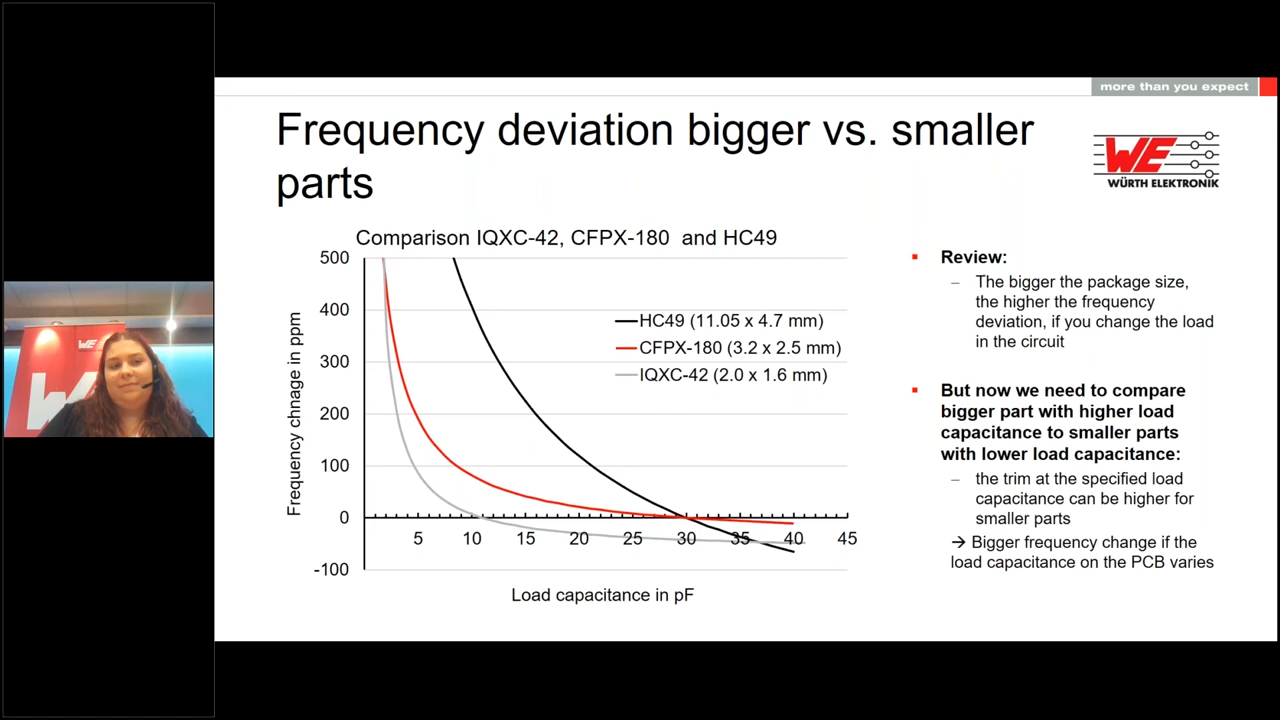 more than you expect
Frequency deviation bigger vs. smaller
parts
WE
WÜRTH ELEKTRONIK
Comparison IQXC-42, CFPX-180 and HC49
Frequency chnage in ppm
500
400
300
200
100
0
-100
5 10 15 20 25 30 35 40 45
Load capacitance in pF
HC49 (11.05 x 4.7 mm)
CFPX-180 (3.2 x 2.5 mm)
IQXC-42 (2.0 x 1.6 mm)
Review:
– The bigger the package size,
the higher the frequency
deviation, if you change the load
in the circuit
But now we need to compare
bigger part with higher load
capacitance to smaller parts
with lower load capacitance:
– the trim at the specified load
capacitance can be higher for
smaller parts
→ Bigger frequency change if the
load capacitance on the PCB varies
WE
W